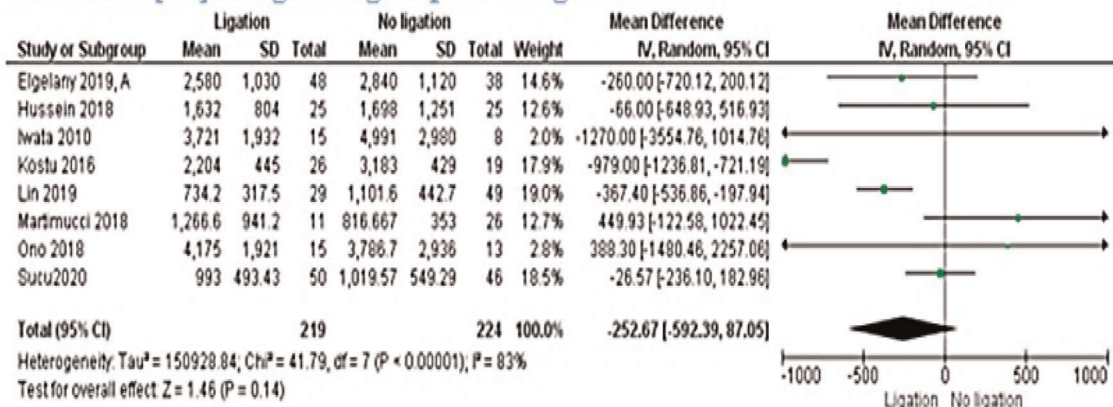 Ligation No ligation Mean Difference Mean Difference
Study or Subgroup Mean SD Total Mean SD Total Weight IV, Random, 95% CI IV, Random, 95% CI
Elgelany 2019, A 2,580 1,030 48 2,840 1,120 38 14.6% -260.00 [-720.12, 200.12]
Hussein 2018 1,632 804 25 1,698 1,251 25 12.6% -66.00 [-648.93, 516.93]
Iwata 2010 3,721 1,932 15 4,991 2,980 8 2.0% -1270.00 [-3554.76, 1014.76]
Kostu 2016 2,204 445 26 3,183 429 19 17.9% -979.00 [-1236.81, -721.19]
Lin 2019 734.2 317.5 29 1,101.6 442.7 49 19.0% -367.40 [-536.86, -197.94]
Martimucci 2018 1,266.6 941.2 11 816.667 353 26 12.7% 449.93 [-122.58, 1022.45]
Ono 2018 4,175 1,921 15 3,786.7 2,936 13 2.8% 388.30 [-1480.46, 2257.06]
Sucu2020 993 493.43 50 1,019.57 549.29 46 18.5% -26.57 [-236.10, 182.96]
Total (95% CI) 219 224 100.0% -252.67 [-592.39, 87.05]
Heterogeneity: Tau² = 150928.84; Chi² = 41.79, df = 7 (P < 0.00001); I² = 83%
Test for overall effect: Z = 1.46 (P = 0.14)
-1000 -500 0 500 1000
Ligation No ligation